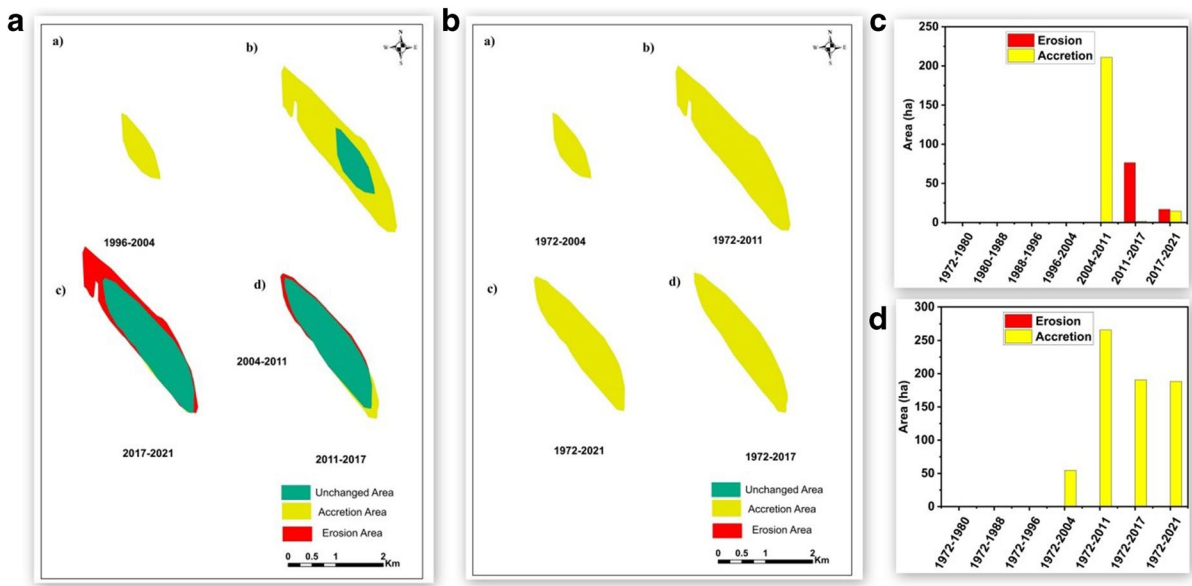 a
a)
b)
N
W E
S
1996-2004
c)
d)
2004-2011
2017-2021
2011-2017
Unchanged Area
Accretion Area
Erosion Area
0 0.5 1 2
Km
b
a)
b)
N
W E
S
1972-2004
1972-2011
c)
d)
1972-2021
1972-2017
Unchanged Area
Accretion Area
Erosion Area
0 0.5 1 2
Km
c
Erosion
Accretion
Area (ha)
250
200
150
100
50
0
1972-1980
1980-1988
1988-1996
1996-2004
2004-2011
2011-2017
2017-2021
d
Erosion
Accretion
Area (ha)
300
250
200
150
100
50
0
1972-1980
1972-1988
1972-1996
1972-2004
1972-2011
1972-2017
1972-2021